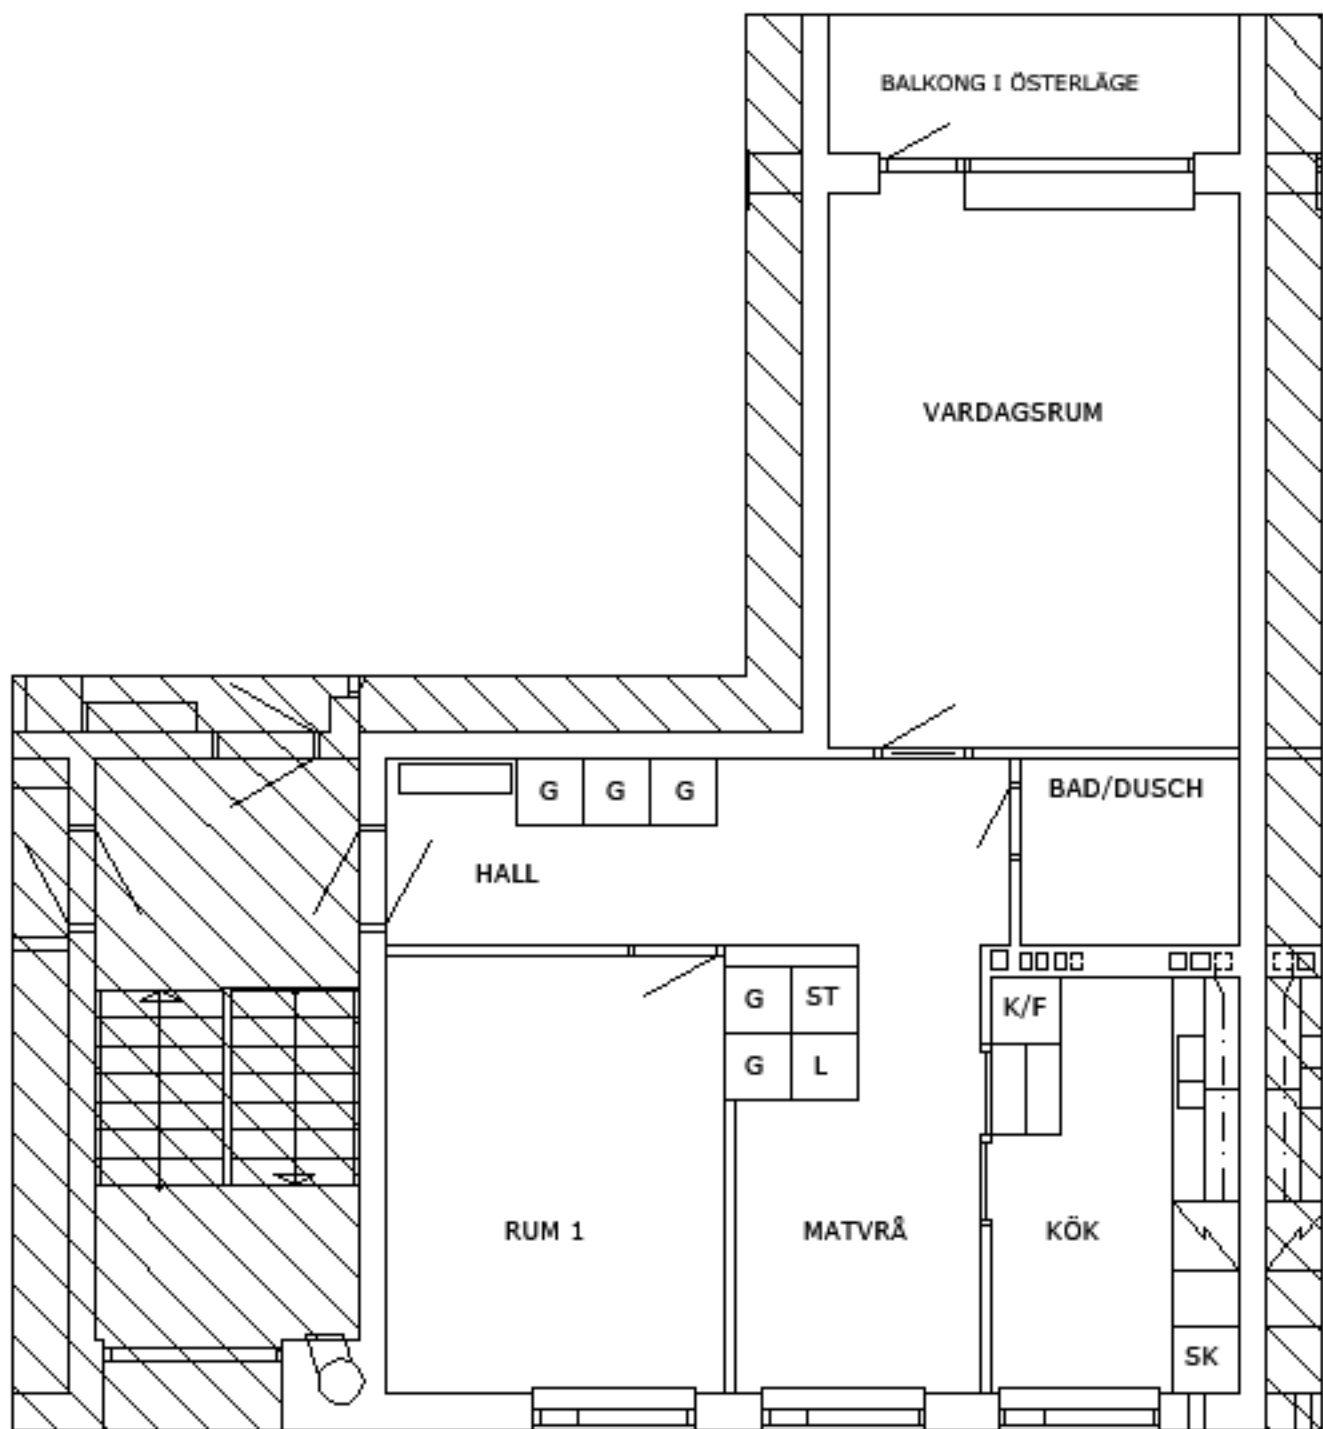 BALKONG I ÖSTERLÄGE
VARDAGSRUM
BAD/DUSCH
G G G
HALL
G ST
K/F
G L
RUM 1
MATVRÅ
KÖK
SK